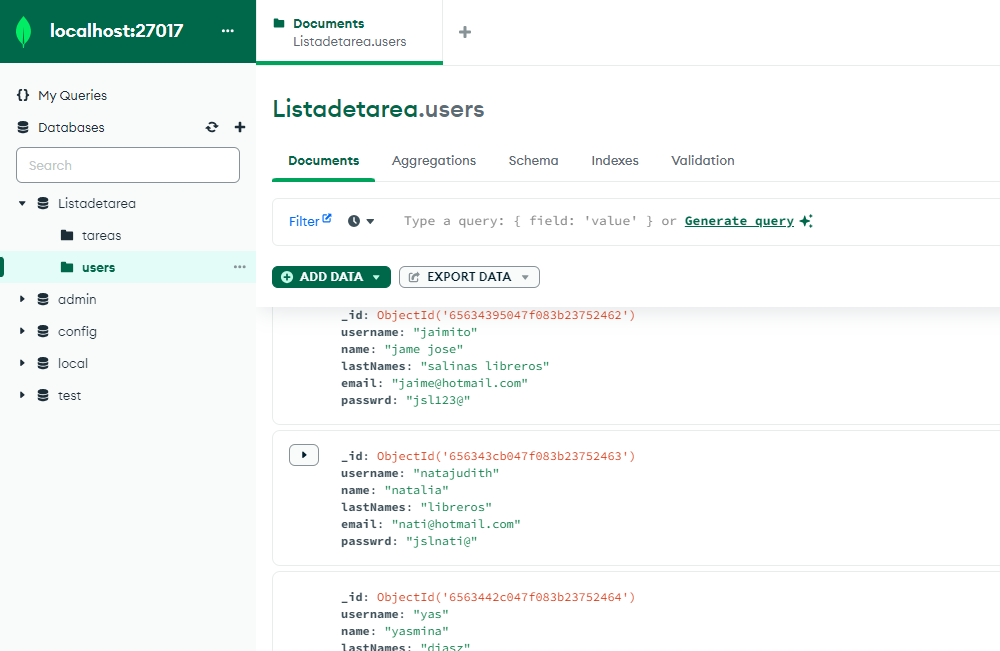 localhost:27017
Documents
Listadetarea.users
{} My Queries
Databases
Search
Listadetarea
tareas
users
admin
config
local
test
Listadetarea.users
Documents Aggregations Schema Indexes Validation
Filter Type a query: { field: 'value' } or Generate query
ADD DATA EXPORT DATA
_id: ObjectId('65634395047f083b23752462')
username: "jaimito"
name: "jame jose"
lastNames: "salinas libreros"
email: "jaime@hotmail.com"
passwrd: "jsl123@"
_id: ObjectId('656343cb047f083b23752463')
username: "natajudith"
name: "natalia"
lastNames: "libreros"
email: "nati@hotmail.com"
passwrd: "jslnati@"
_id: ObjectId('6563442c047f083b23752464')
username: "yas"
name: "yasmina"
lastNames: "diasz"